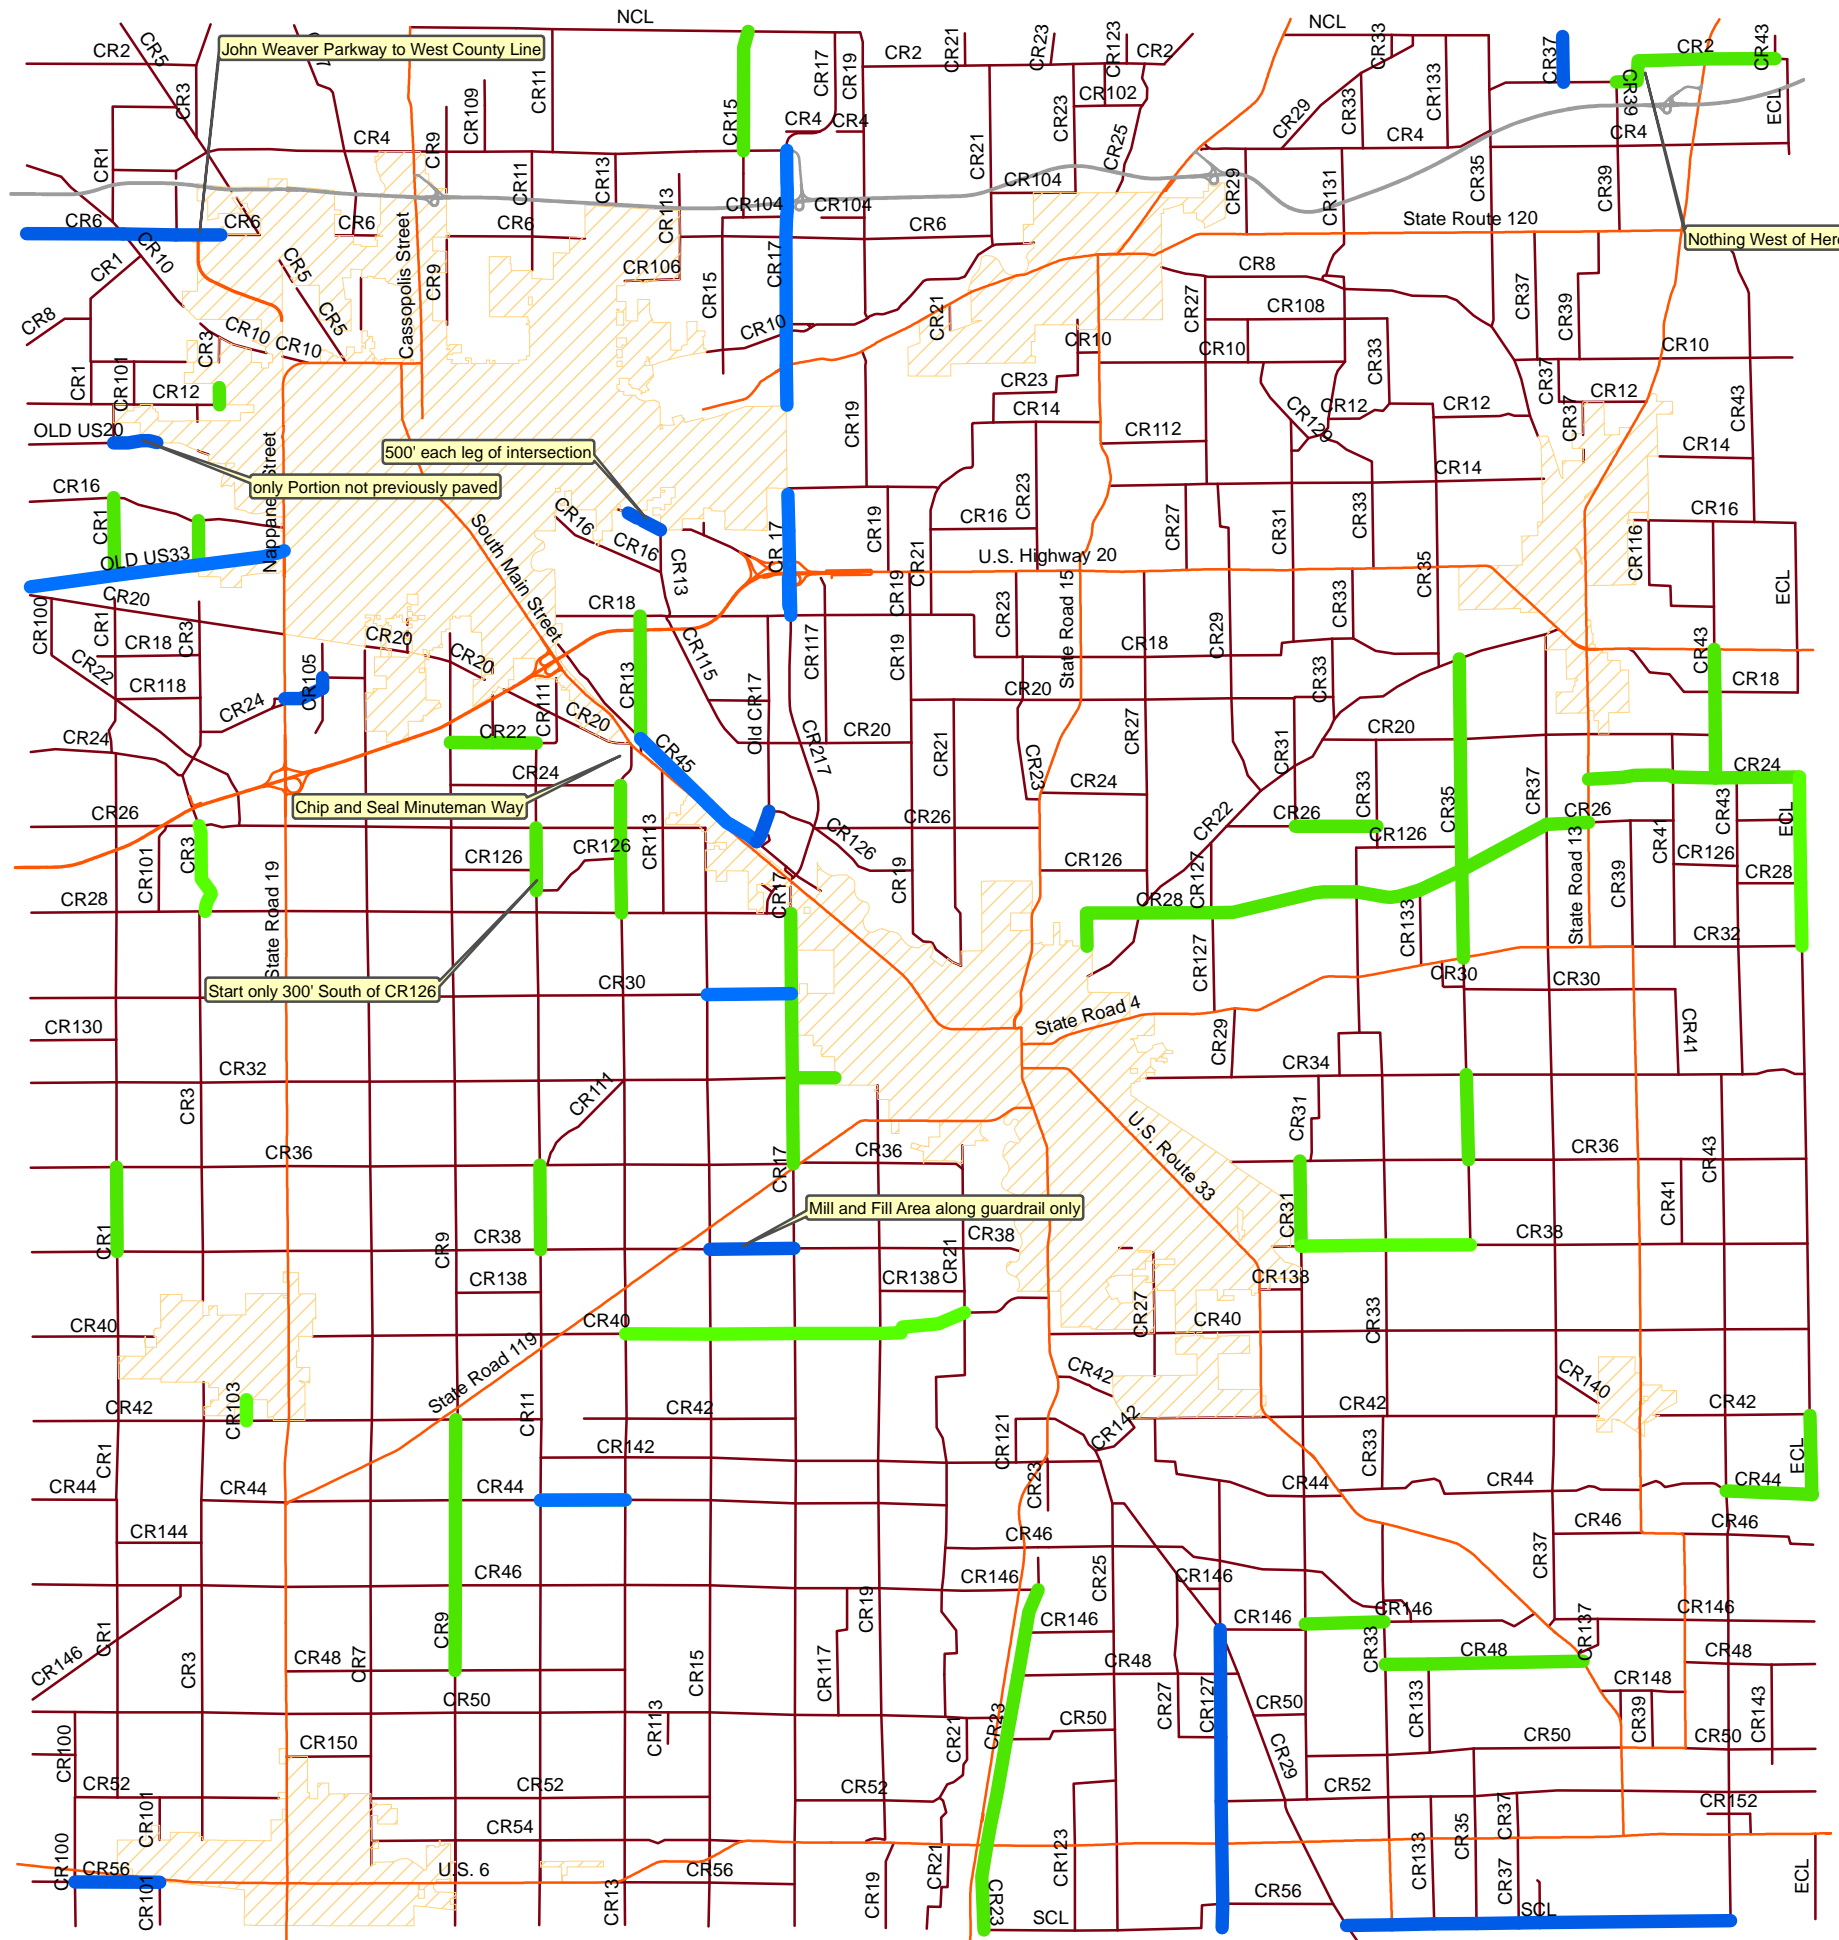 NCL
NCL
CR2
CR5
CR7
John Weaver Parkway to West County Line
CR17
CR19
CR2
CR21
CR23
CR123
CR2
CR33
CR37
CR2
CR43
CR3
CR109
CR11
CR15
CR102
CR133
CR39
ECL
CR1
CR4
CR9
CR4
CR4
CR21
CR23
CR25
CR29
CR33
CR4
CR35
CR4
CR11
CR13
CR113
CR104
CR104
CR104
CR29
CR131
CR39
State Route 120
CR6
CR6
CR6
CR6
CR6
Nothing West of Here
CR10
CR1
CR5
Cassopolis Street
CR9
CR106
CR15
CR17
CR8
CR27
CR37
CR39
CR8
CR108
CR5
CR3
CR10
CR10
CR10
CR21
CR10
CR10
CR33
CR10
CR1
CR101
CR12
CR23
CR14
CR19
CR129
CR12
CR12
CR37
CR12
CR37
CR43
OLD US20
500' each leg of intersection
CR112
CR14
CR14
only Portion not previously paved
Nappanee Street
CR16
CR1
South Main Street
CR16
CR16
CR13
CR 17
CR19
CR21
CR16
CR23
CR27
CR31
CR33
CR35
CR116
CR16
ECL
OLD US33
U.S. Highway 20
CR20
CR100
CR1
CR3
CR18
CR18
CR19
CR23
State Road 15
CR18
CR29
CR33
CR43
CR22
CR118
CR105
CR20
CR20
CR13
CR115
CR117
CR19
CR20
CR33
CR18
CR24
CR111
CR20
CR22
Old CR17
CR217
CR20
CR21
CR23
CR27
CR31
CR20
CR24
CR24
CR45
CR24
CR33
CR35
CR37
CR24
CR43
ECL
Chip and Seal Minuteman Way
CR26
CR3
CR101
CR126
CR126
CR113
CR126
CR26
CR19
CR126
CR22
CR127
CR26
CR126
CR26
State Road 13
CR39
CR41
CR126
CR28
CR28
CR17
CR28
CR127
CR133
CR32
State Road 19
Start only 300' South of CR126
CR30
CR30
CR30
CR130
State Road 4
CR29
CR41
CR32
CR3
CR111
CR34
CR31
CR36
CR17
CR36
U.S. Route 33
CR36
CR43
CR41
Mill and Fill Area along guardrail only
CR1
CR9
CR38
CR21
CR38
CR31
CR38
CR138
CR138
CR138
CR27
CR33
CR40
CR40
CR40
State Road 119
CR42
CR140
CR42
CR103
CR11
CR42
CR121
CR142
CR42
CR42
CR1
CR142
CR23
CR33
ECL
CR44
CR44
CR44
CR44
CR44
CR44
CR144
CR46
CR46
CR46
CR37
CR46
CR146
CR25
CR146
CR19
CR146
CR146
CR146
CR137
CR146
CR1
CR146
CR3
CR48
CR7
CR9
CR15
CR117
CR48
CR33
CR48
CR48
CR148
CR50
CR27
CR127
CR50
CR133
CR39
CR143
CR100
CR150
CR113
CR21
CR23
CR50
CR29
CR50
CR50
CR52
CR101
CR52
CR52
CR52
CR37
CR152
CR54
CR100
CR56
CR101
U.S. 6
CR13
CR56
CR19
CR21
CR123
CR133
CR35
CR37
ECL
CR56
CR23
SCL
SCL